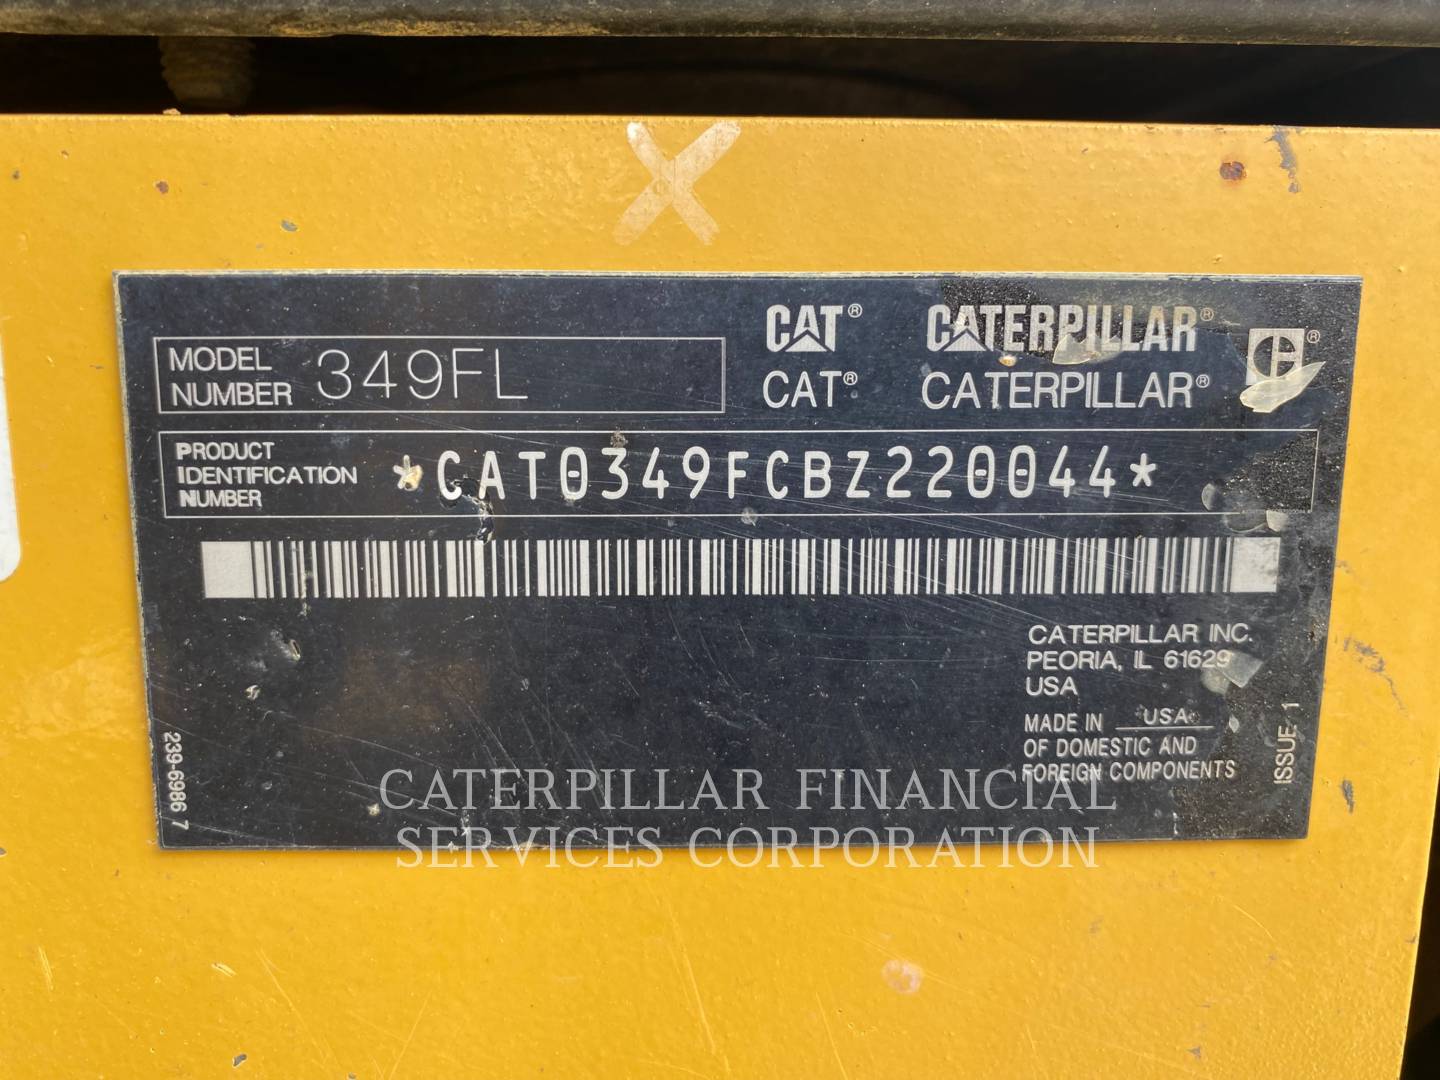 CAT® CATERPILLAR®
MODEL NUMBER 349FL
CAT® CATERPILLAR®
PRODUCT IDENTIFICATION NUMBER *CAT0349FCBZ220044*
CATERPILLAR INC.
PEORIA, IL 61629
USA
MADE IN USA
OF DOMESTIC AND
FOREIGN COMPONENTS
ISSUE 1
239-6986 7
CATERPILLAR FINANCIAL
SERVICES CORPORATION